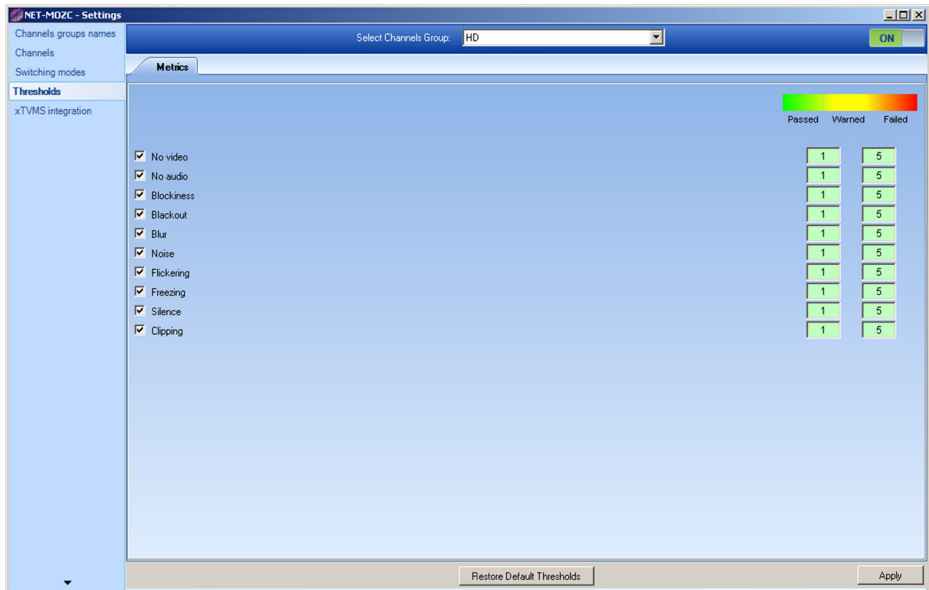 NET-MOZC - Settings
Channels groups names
Channels
Switching modes
Thresholds
xTVMS integration
Select Channels Group: HD
ON
Metrics
Passed Warned Failed
No video 1 5
No audio 1 5
Blockiness 1 5
Blackout 1 5
Blur 1 5
Noise 1 5
Flickering 1 5
Freezing 1 5
Silence 1 5
Clipping 1 5
Restore Default Thresholds
Apply